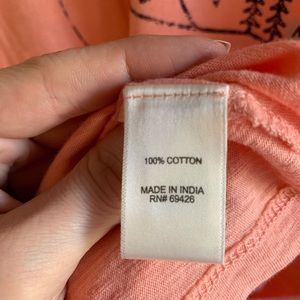 100% COTTON
MADE IN INDIA
RN# 69426